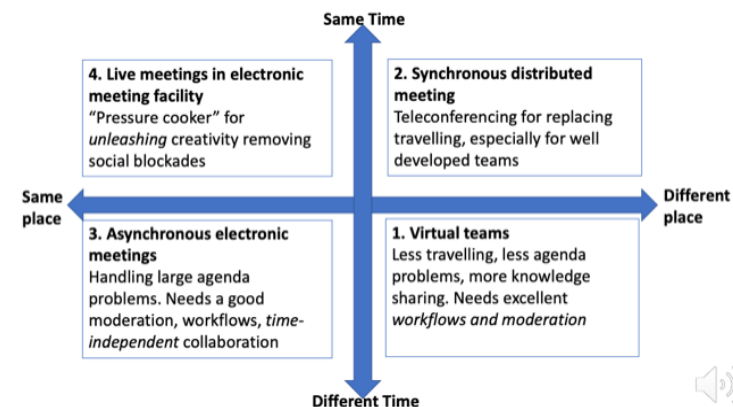 Same Time
4. Live meetings in electronic
meeting facility
“Pressure cooker” for
unleashing creativity removing
social blockades
2. Synchronous distributed
meeting
Teleconferencing for replacing
travelling, especially for well
developed teams
Same
place
Different
place
3. Asynchronous electronic
meetings
Handling large agenda
problems. Needs a good
moderation, workflows, time-
independent collaboration
1. Virtual teams
Less travelling, less agenda
problems, more knowledge
sharing. Needs excellent
workflows and moderation
Different Time